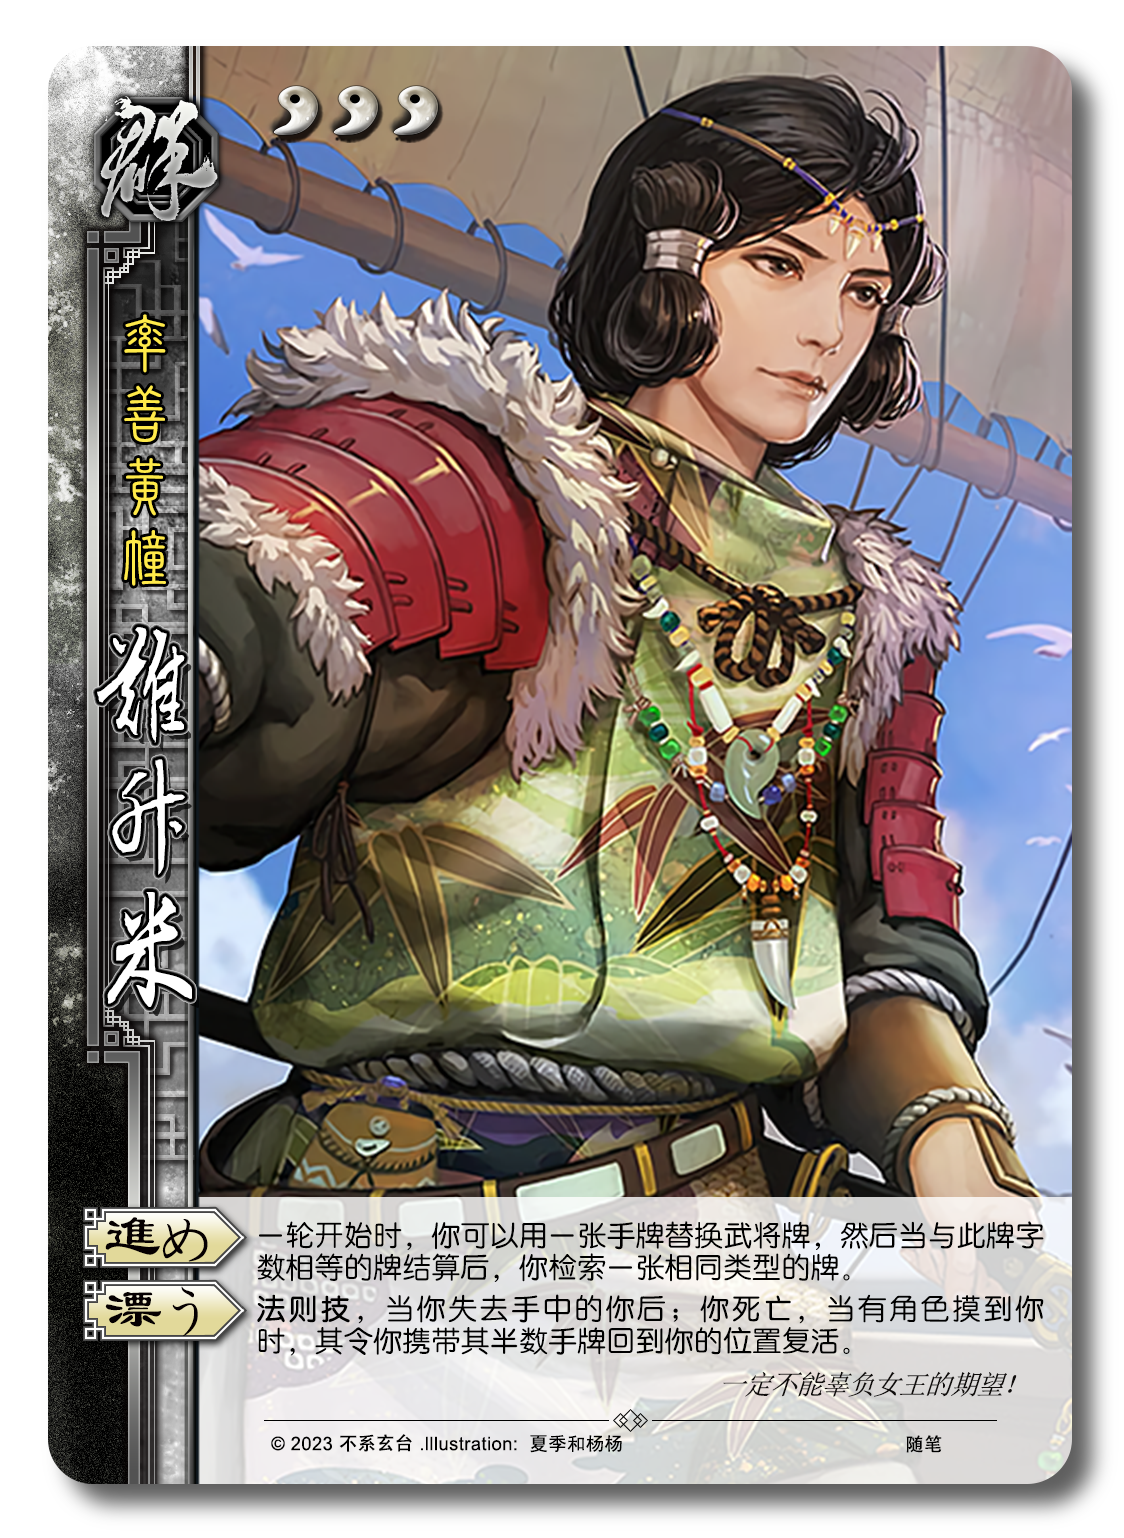 群
率善黃幢
難升米
進め
一轮开始时，你可以用一张手牌替换武将牌，然后当与此牌字
数相等的牌结算后，你检索一张相同类型的牌。
漂う
法则技，当你失去手中的你后；你死亡，当有角色摸到你
时，其令你携带其半数手牌回到你的位置复活。
一定不能辜负女王的期望！
© 2023 不系玄台 .Illustration: 夏季和杨杨
随笔